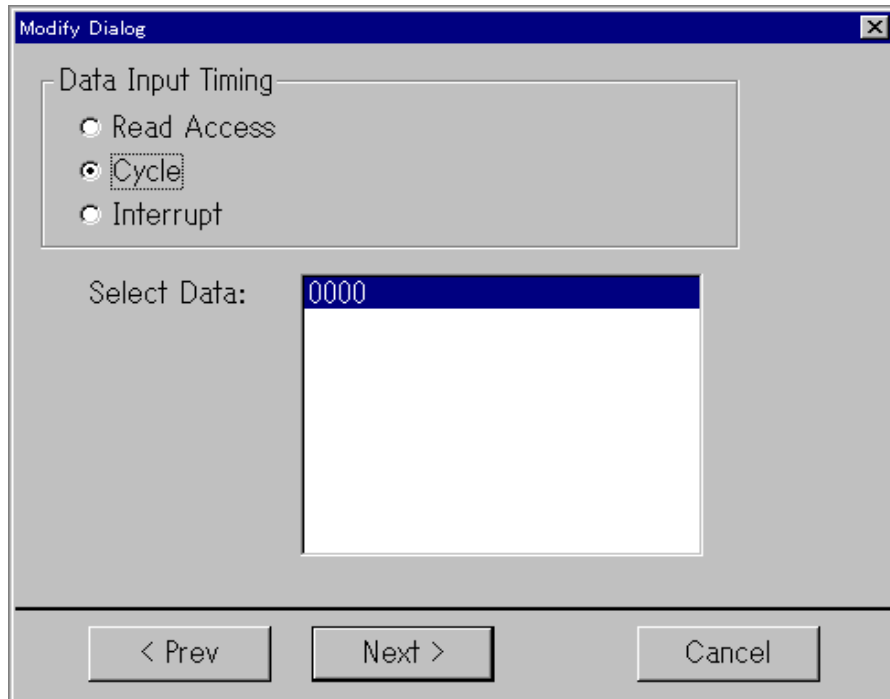 Modify Dialog
Data Input Timing
Read Access
Cycle
Interrupt
Select Data:
0000
< Prev
Next >
Cancel